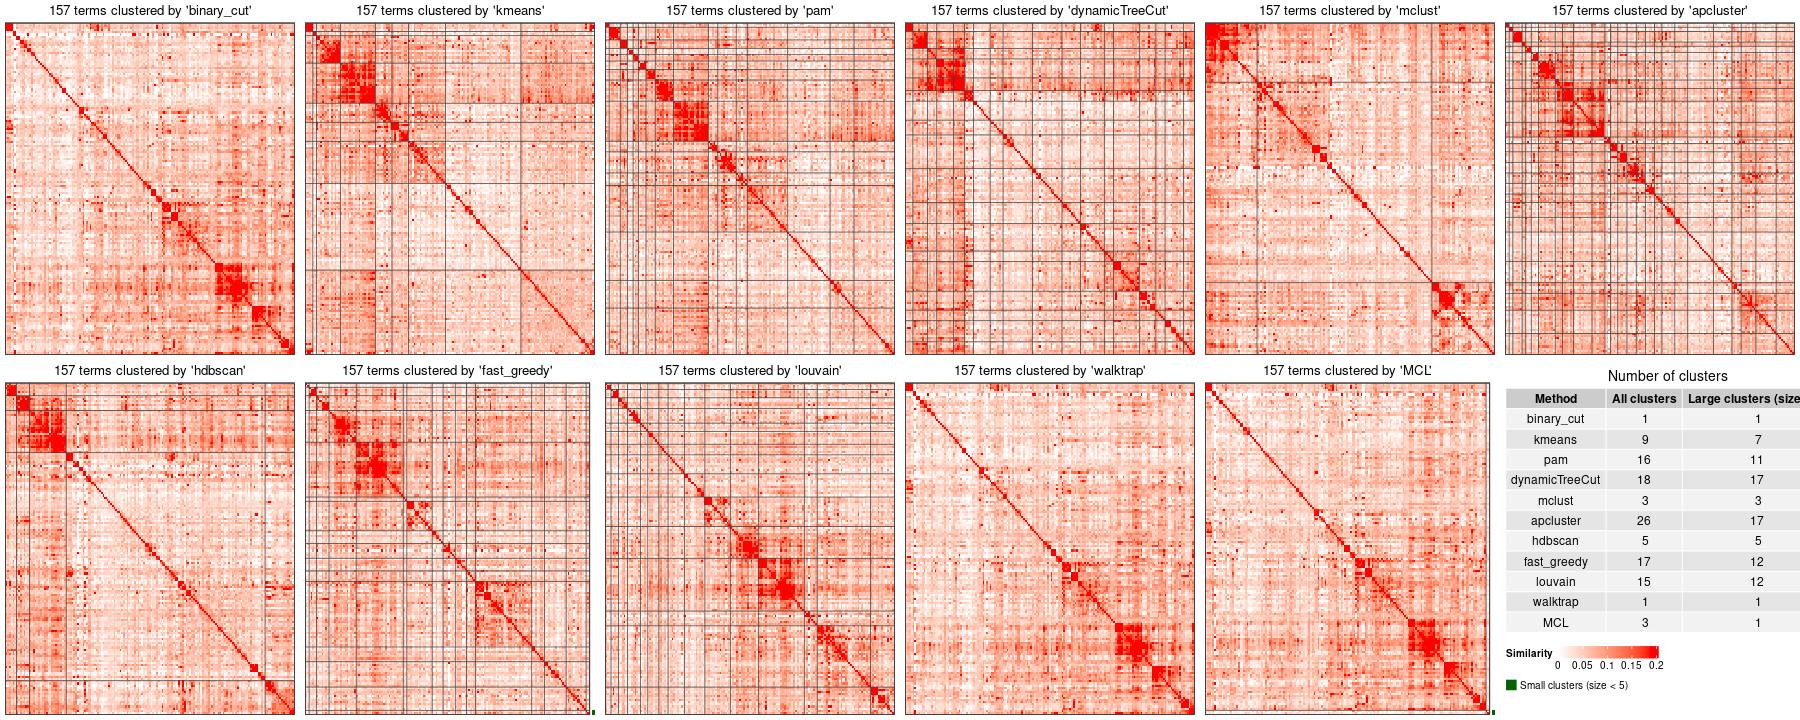 157 terms clustered by 'binary_cut'
157 terms clustered by 'kmeans'
157 terms clustered by 'pam'
157 terms clustered by 'dynamicTreeCut'
157 terms clustered by 'mclust'
157 terms clustered by 'apcluster'
157 terms clustered by 'hdbscan'
157 terms clustered by 'fast_greedy'
157 terms clustered by 'louvain'
157 terms clustered by 'walktrap'
157 terms clustered by 'MCL'
Number of clusters
Method All clusters Large clusters (size
binary_cut 1 1
kmeans 9 7
pam 16 11
dynamicTreeCut 18 17
mclust 3 3
apcluster 26 17
hdbscan 5 5
fast_greedy 17 12
louvain 15 12
walktrap 1 1
MCL 3 1
Similarity
0 0.05 0.1 0.15 0.2
Small clusters (size < 5)